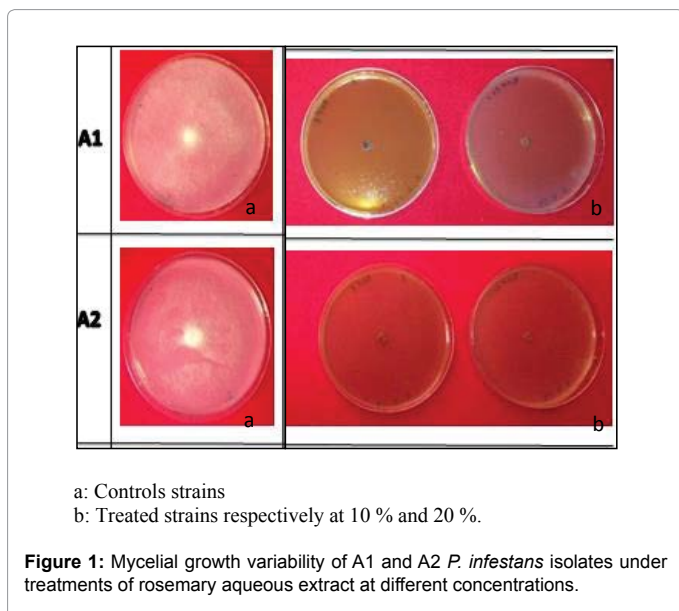 A1
a
b
A2
a
b
a: Controls strains
b: Treated strains respectively at 10 % and 20 %.
Figure 1: Mycelial growth variability of A1 and A2 P. infestans isolates under
treatments of rosemary aqueous extract at different concentrations.